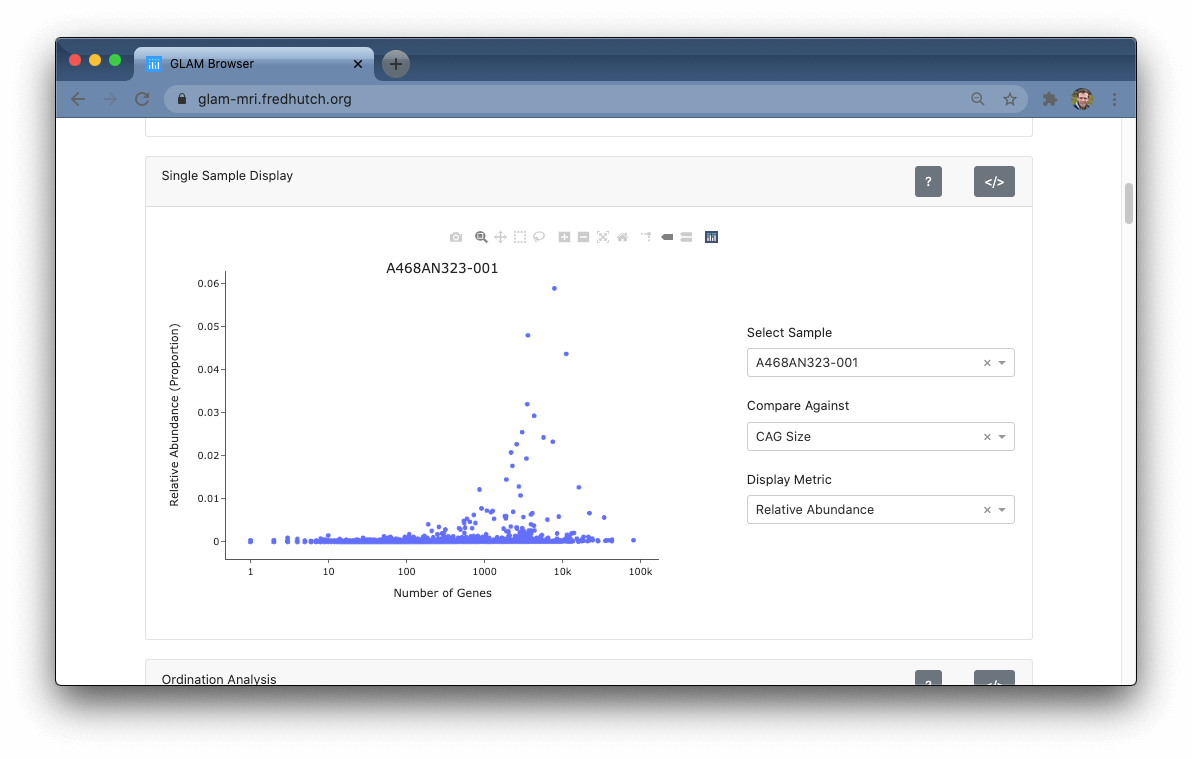 GLAM Browser
glam-mri.fredhutch.org
Single Sample Display
?
</>
A468AN323-001
Relative Abundance (Proportion)
0.06
0.05
0.04
0.03
0.02
0.01
0
1
10
100
1000
10k
100k
Number of Genes
Select Sample
A468AN323-001
Compare Against
CAG Size
Display Metric
Relative Abundance
Ordination Analysis
?
</>